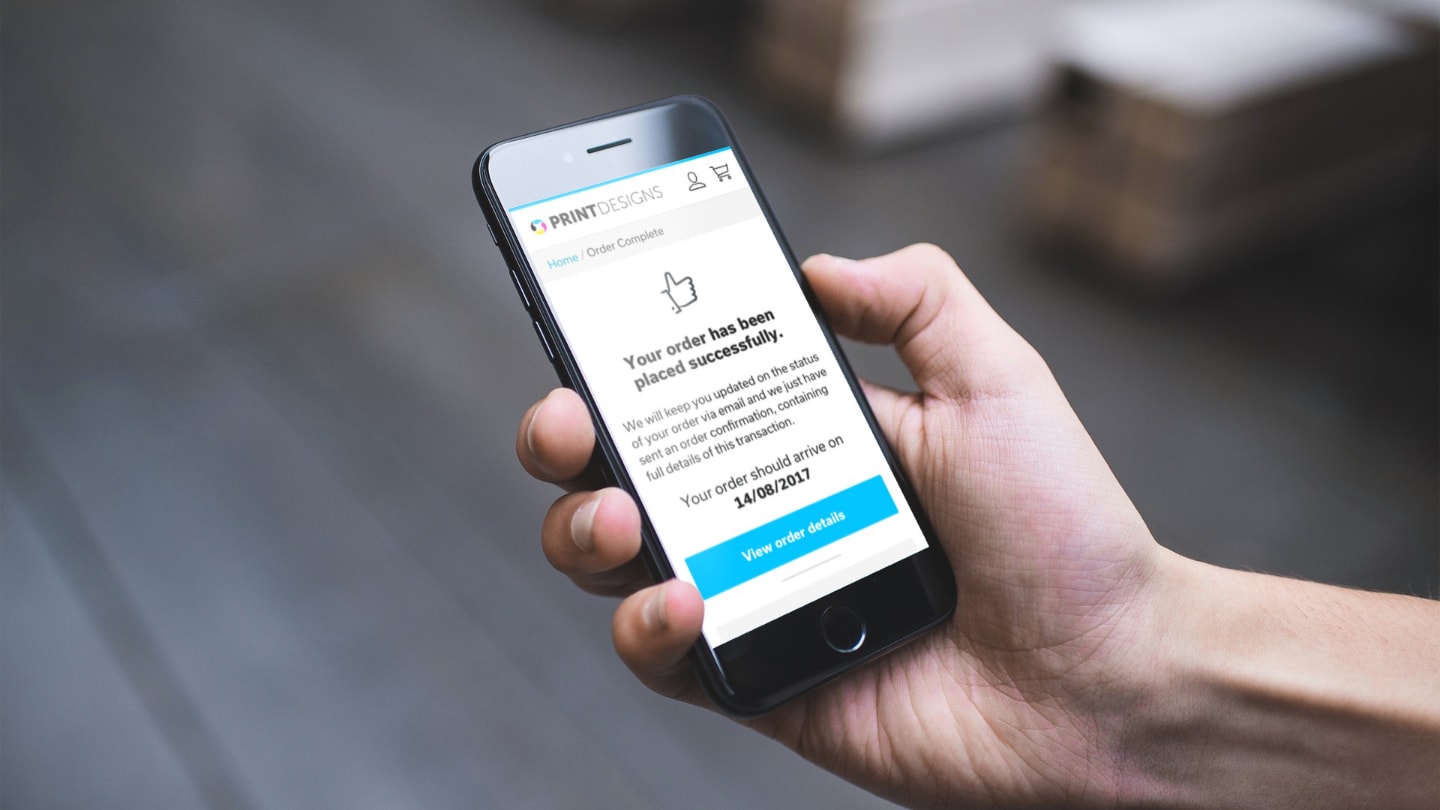 PRINTDESIGNS
Home / Order Complete
Your order has been
placed successfully.
We will keep you updated on the status
of your order via email and we just have
sent an order confirmation, containing
full details of this transaction.
Your order should arrive on
14/08/2017
View order details